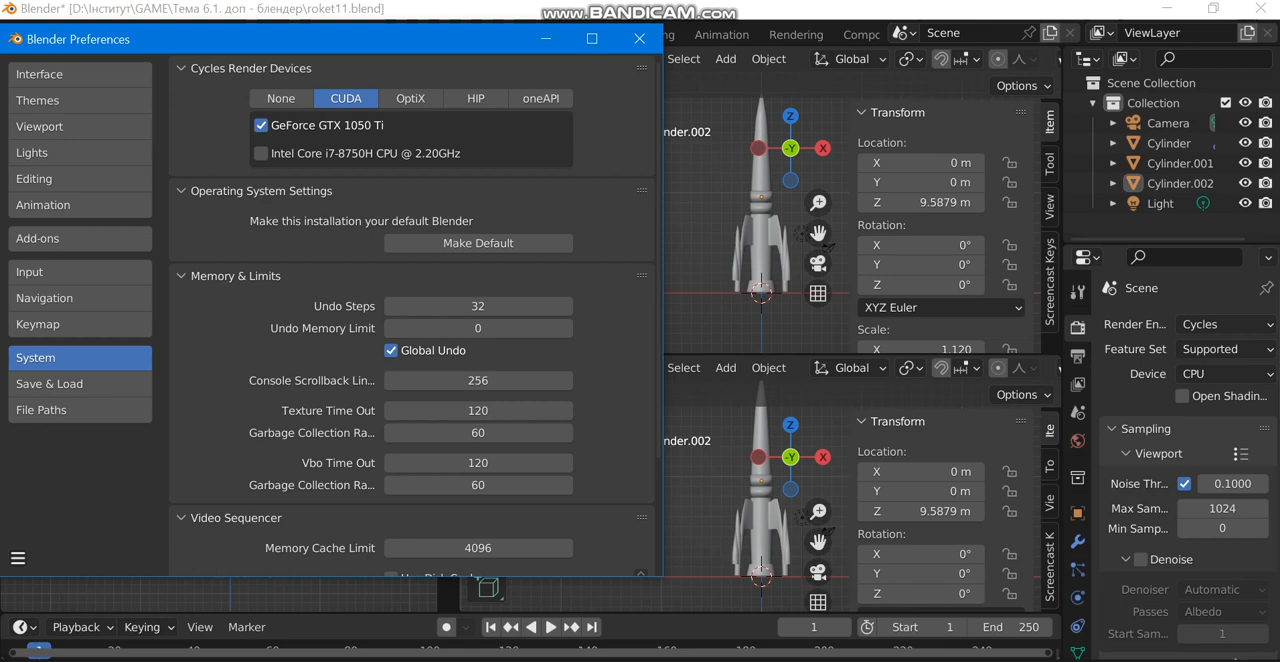 Blender* [D:\Інститут\GAME\Тема 6.1. доп - блендер\roket11.blend]
www.BANDICAM.com
Blender Preferences
Interface
Themes
Viewport
Lights
Editing
Animation
Add-ons
Input
Navigation
Keymap
System
Save & Load
File Paths
Cycles Render Devices
None CUDA OptiX HIP oneAPI
GeForce GTX 1050 Ti
Intel Core i7-8750H CPU @ 2.20GHz
Operating System Settings
Make this installation your default Blender
Make Default
Memory & Limits
Undo Steps 32
Undo Memory Limit 0
Global Undo
Console Scrollback Lin... 256
Texture Time Out 120
Garbage Collection Ra... 60
Vbo Time Out 120
Garbage Collection Ra... 60
Video Sequencer
Memory Cache Limit 4096
ng Animation Rendering Compc Scene ViewLayer
Select Add Object Global
Options
nder.002
Z
-Y X
Transform
Location:
X 0 m
Y 0 m
Z 9.5879 m
Rotation:
X 0°
Y 0°
Z 0°
XYZ Euler
Scale:
X 1.120
Item
Tool
View
Screencast Keys
Select Add Object Global
Options
nder.002
Z
-Y X
Transform
Location:
X 0 m
Y 0 m
Z 9.5879 m
Rotation:
X 0°
Y 0°
Z 0°
Ite
To
Vie
Screencast K
Scene Collection
Collection
Camera
Cylinder
Cylinder.001
Cylinder.002
Light
Scene
Render En... Cycles
Feature Set Supported
Device CPU
Open Shadin...
Sampling
Viewport
Noise Thr... 0.1000
Max Sam... 1024
Min Samp... 0
Denoise
Denoiser Automatic
Passes Albedo
Start Sam... 1
Playback Keying View Marker 1 Start 1 End 250